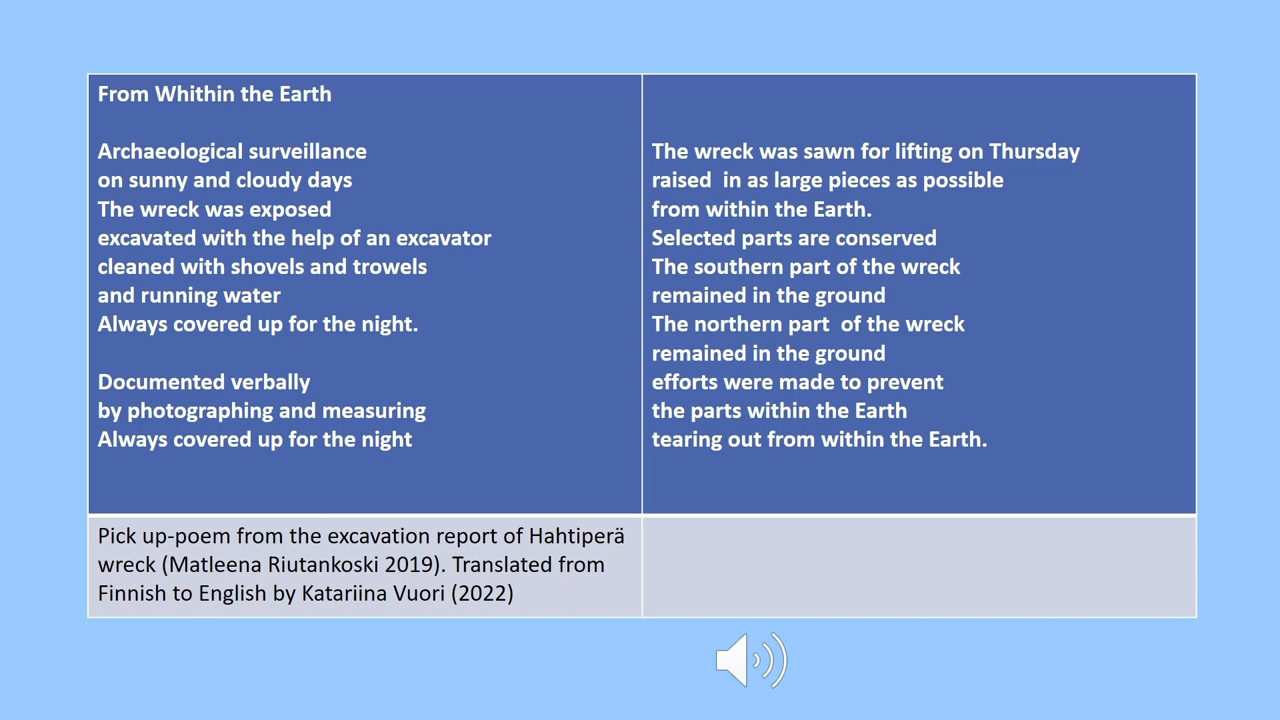 From Whithin the Earth
Archaeological surveillance
on sunny and cloudy days
The wreck was exposed
excavated with the help of an excavator
cleaned with shovels and trowels
and running water
Always covered up for the night.
Documented verbally
by photographing and measuring
Always covered up for the night
The wreck was sawn for lifting on Thursday
raised  in as large pieces as possible
from within the Earth.
Selected parts are conserved
The southern part of the wreck
remained in the ground
The northern part  of the wreck
remained in the ground
efforts were made to prevent
the parts within the Earth
tearing out from within the Earth.
Pick up-poem from the excavation report of Hahtiperä
wreck (Matleena Riutankoski 2019). Translated from
Finnish to English by Katariina Vuori (2022)